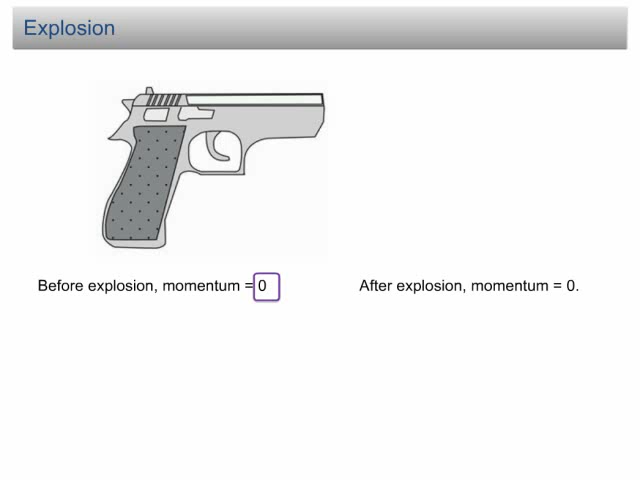 Explosion
Before explosion, momentum = 0
After explosion, momentum = 0.